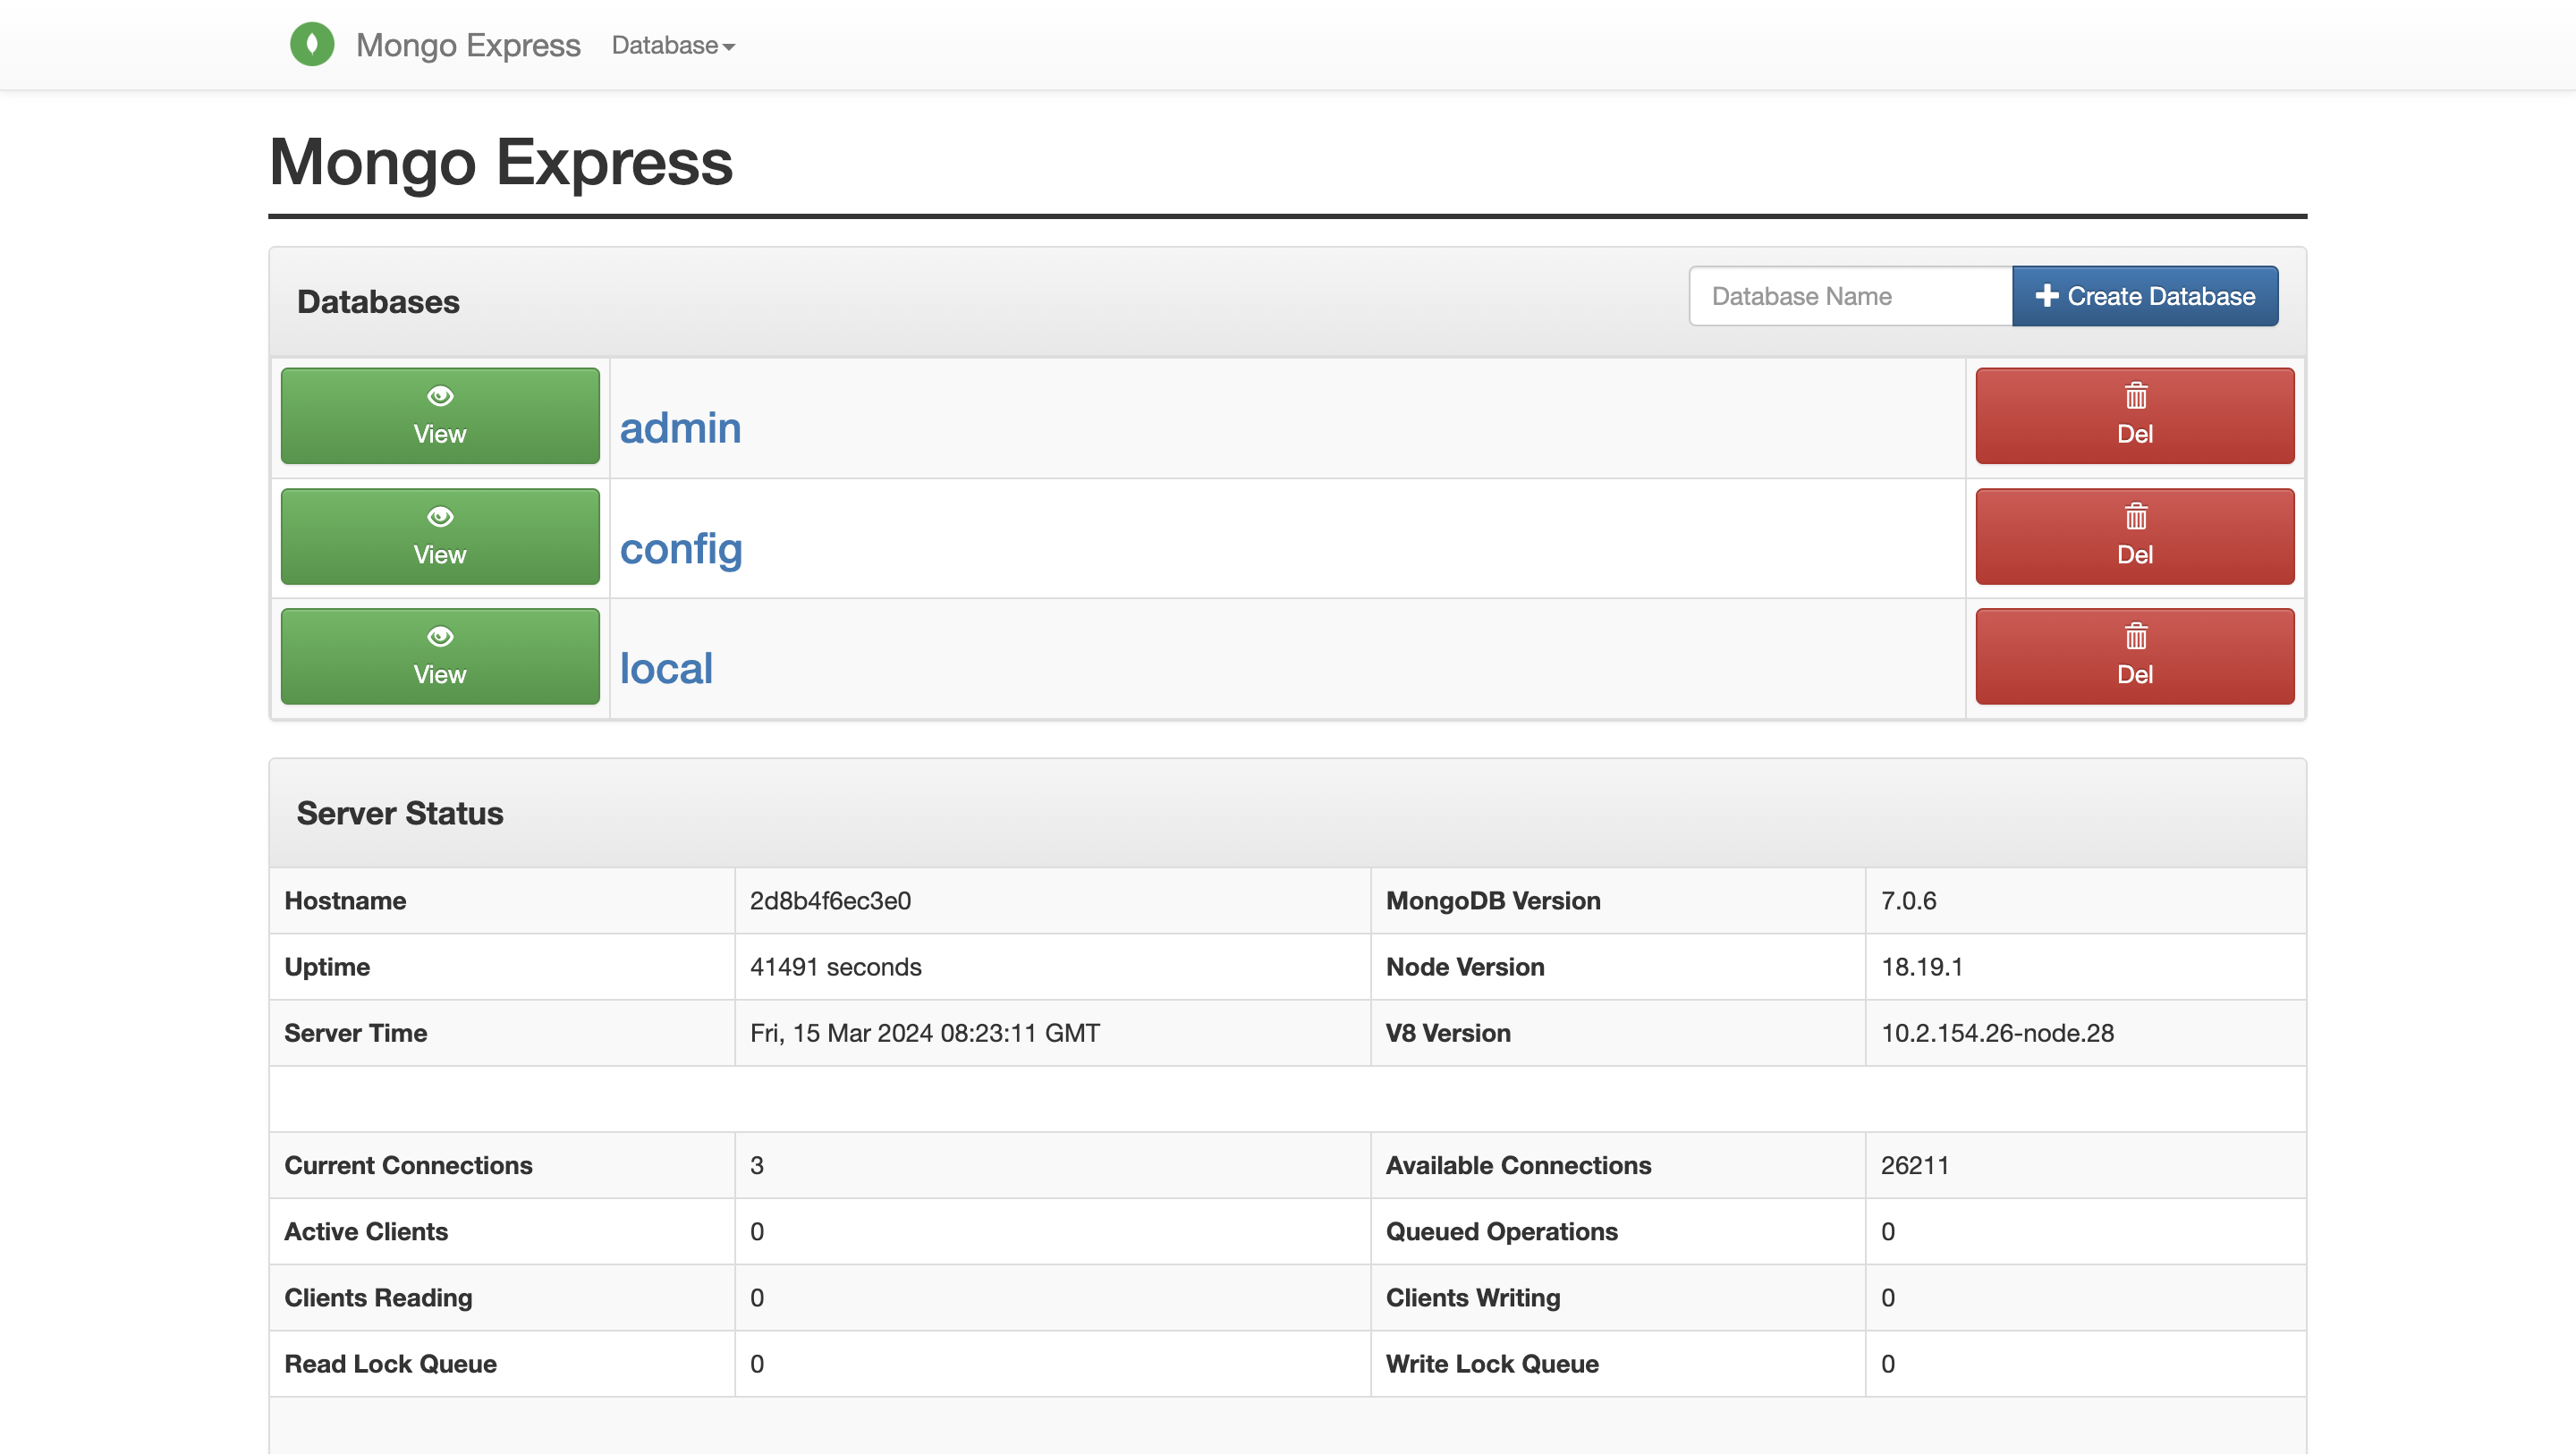 Mongo Express Database
Mongo Express
Databases
Database Name
Create Database
View
admin
Del
View
config
Del
View
local
Del
Server Status
Hostname 2d8b4f6ec3e0 MongoDB Version 7.0.6
Uptime 41491 seconds Node Version 18.19.1
Server Time Fri, 15 Mar 2024 08:23:11 GMT V8 Version 10.2.154.26-node.28
Current Connections 3 Available Connections 26211
Active Clients 0 Queued Operations 0
Clients Reading 0 Clients Writing 0
Read Lock Queue 0 Write Lock Queue 0